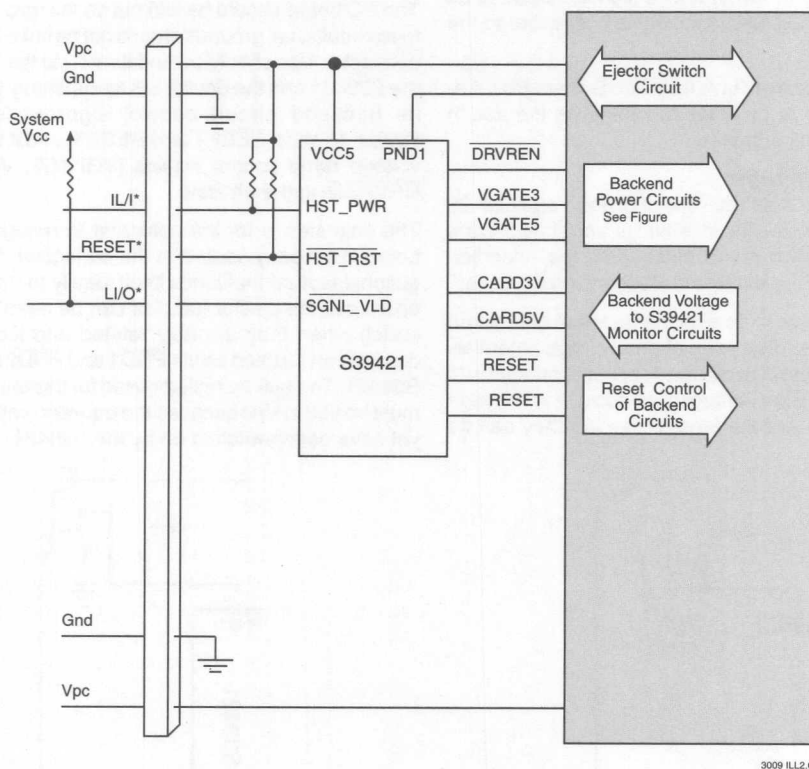 Vpc
Gnd
System
Vcc
IL/I*
RESET*
LI/O*
Gnd
Vpc
VCC5 PND1
HST_PWR
HST_RST
SGNL_VLD
S39421
DRVREN
VGATE3
VGATE5
CARD3V
CARD5V
RESET
RESET
Ejector Switch
Circuit
Backend
Power Circuits
See Figure
Backend Voltage
to S39421
Monitor Circuits
Reset Control
of Backend
Circuits